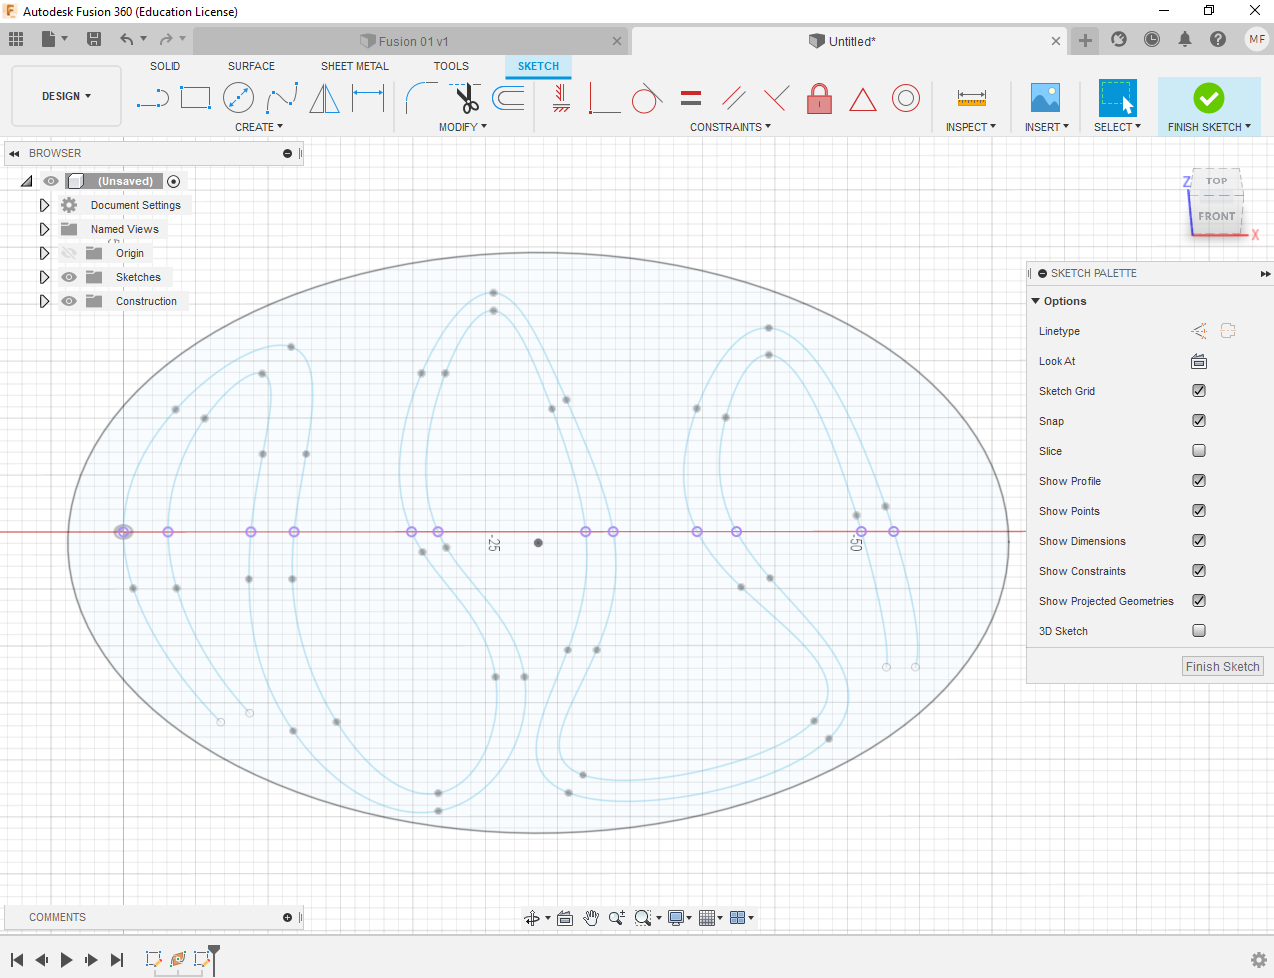 Autodesk Fusion 360 (Education License)
Fusion 01 v1
Untitled*
MF
SOLID SURFACE SHEET METAL TOOLS SKETCH
DESIGN
CREATE MODIFY CONSTRAINTS INSPECT INSERT SELECT FINISH SKETCH
BROWSER
(Unsaved)
Document Settings
Named Views
Origin
Sketches
Construction
Z
TOP
FRONT
X
SKETCH PALETTE
Options
Linetype
Look At
Sketch Grid
Snap
Slice
Show Profile
Show Points
Show Dimensions
Show Constraints
Show Projected Geometries
3D Sketch
Finish Sketch
-25
-50
COMMENTS